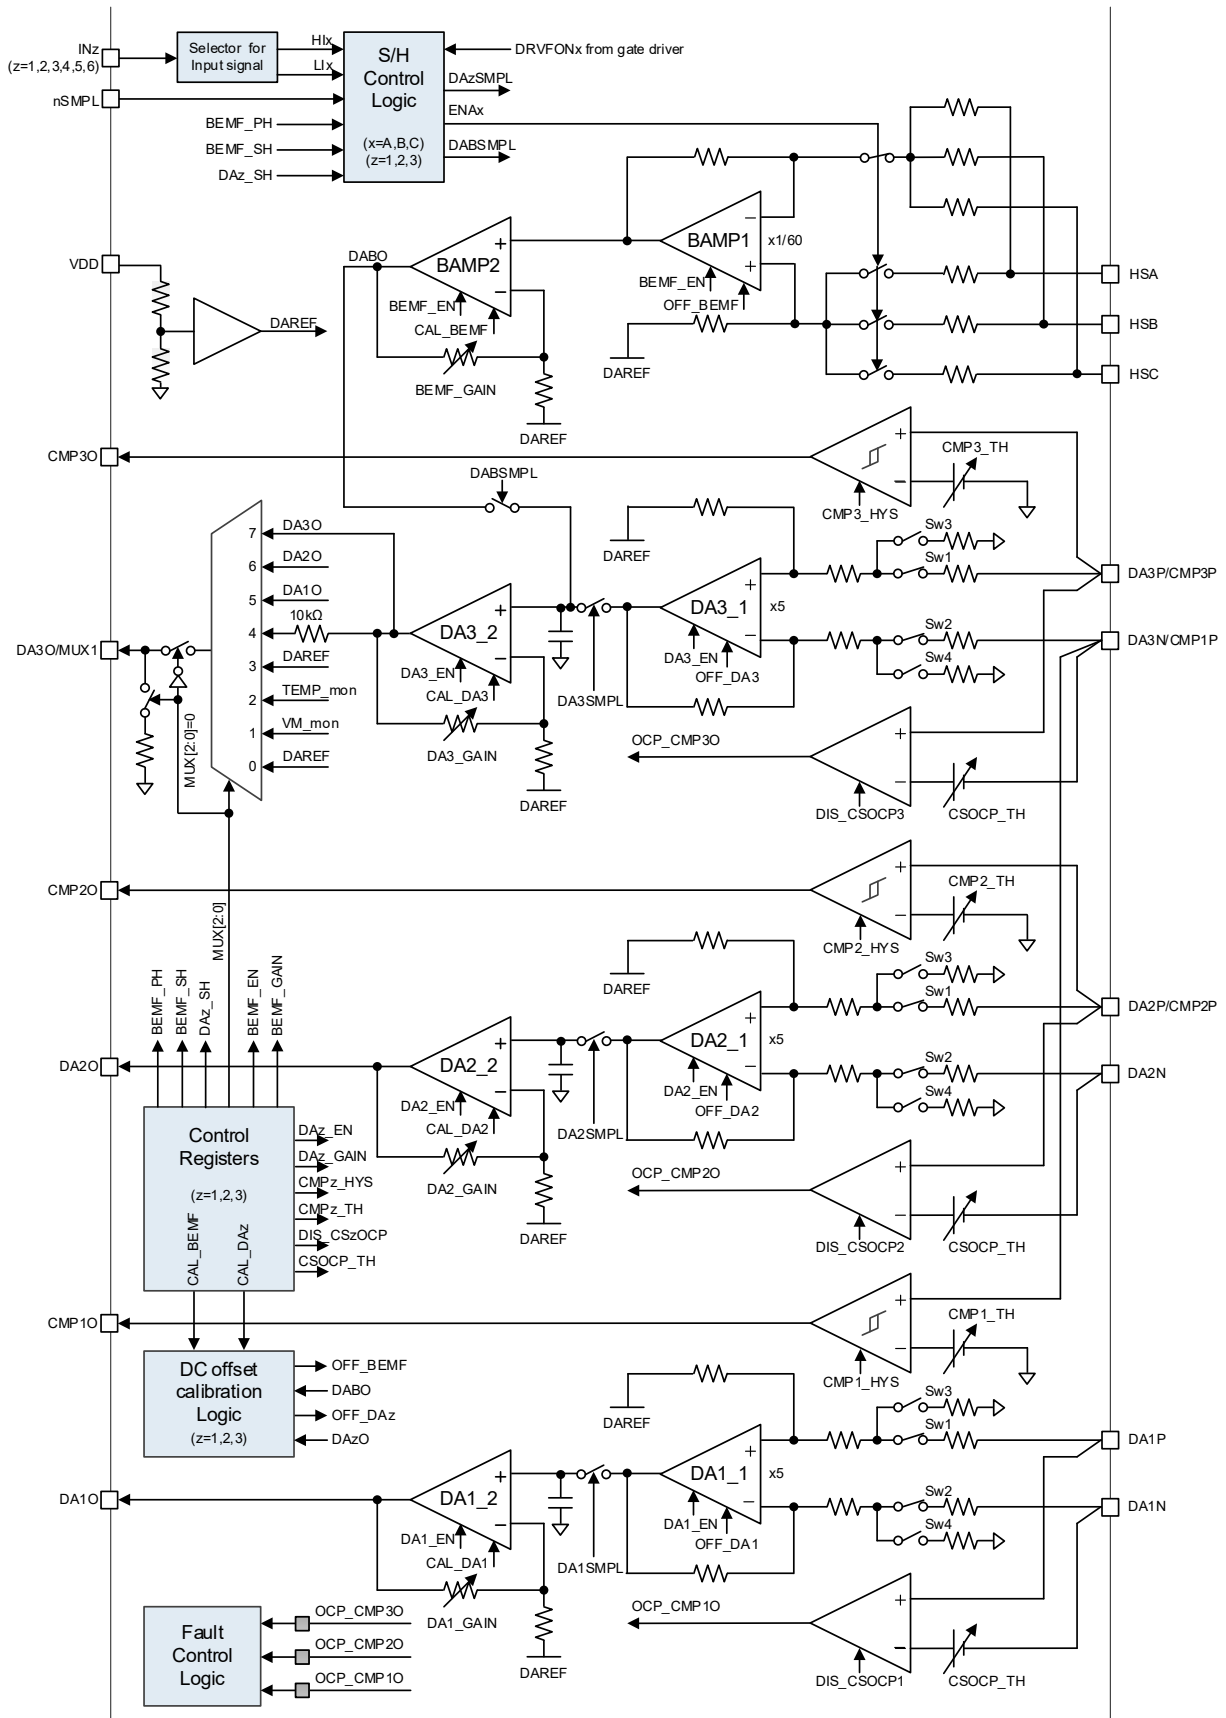 INz
(z=1,2,3,4,5,6)
Selector for
Input signal
HIx
LIx
S/H
Control
Logic
(x=A,B,C)
(z=1,2,3)
DRVFONx from gate driver
DAzSMPL
ENAx
DABSMPL
nSMPL
BEMF_PH
BEMF_SH
DAz_SH
VDD
DAREF
DABO
BAMP2
+
−
BEMF_EN
CAL_BEMF
BEMF_GAIN
DAREF
BAMP1
x1/60
−
+
BEMF_EN
OFF_BEMF
DAREF
HSA
HSB
HSC
CMP3O
+
−
CMP3_TH
CMP3_HYS
DABSMPL
DAREF
Sw3
Sw1
DA3P/CMP3P
7
DA3O
6
DA2O
5
DA1O
4
10kΩ
3
DAREF
2
TEMP_mon
1
VM_mon
0
DAREF
DA3O/MUX1
MUX[2:0]=0
DA3_2
+
−
DA3_EN
CAL_DA3
DA3_GAIN
DAREF
DA3SMPL
DA3_1
x5
+
−
DA3_EN
OFF_DA3
Sw2
Sw4
DA3N/CMP1P
OCP_CMP3O
+
−
DIS_CSOCP3
CSOCP_TH
CMP2O
+
−
CMP2_TH
CMP2_HYS
MUX[2:0]
BEMF_PH
BEMF_SH
DAz_SH
BEMF_EN
BEMF_GAIN
DAREF
Sw3
Sw1
DA2P/CMP2P
DA2O
DA2_2
+
−
DA2_EN
CAL_DA2
DA2_GAIN
DAREF
DA2SMPL
DA2_1
x5
+
−
DA2_EN
OFF_DA2
Sw2
Sw4
DA2N
Control
Registers
(z=1,2,3)
CAL_BEMF
CAL_DAz
DAz_EN
DAz_GAIN
CMPz_HYS
CMPz_TH
DIS_CSzOCP
CSOCP_TH
OCP_CMP2O
+
−
DIS_CSOCP2
CSOCP_TH
CMP1O
+
−
CMP1_TH
CMP1_HYS
DC offset
calibration
Logic
(z=1,2,3)
OFF_BEMF
DABO
OFF_DAz
DAzO
DAREF
Sw3
Sw1
DA1P
DA1O
DA1_2
+
−
DA1_EN
CAL_DA1
DA1_GAIN
DAREF
DA1SMPL
DA1_1
x5
+
−
DA1_EN
OFF_DA1
Sw2
Sw4
DA1N
OCP_CMP1O
+
−
DIS_CSOCP1
CSOCP_TH
Fault
Control
Logic
OCP_CMP3O
OCP_CMP2O
OCP_CMP1O